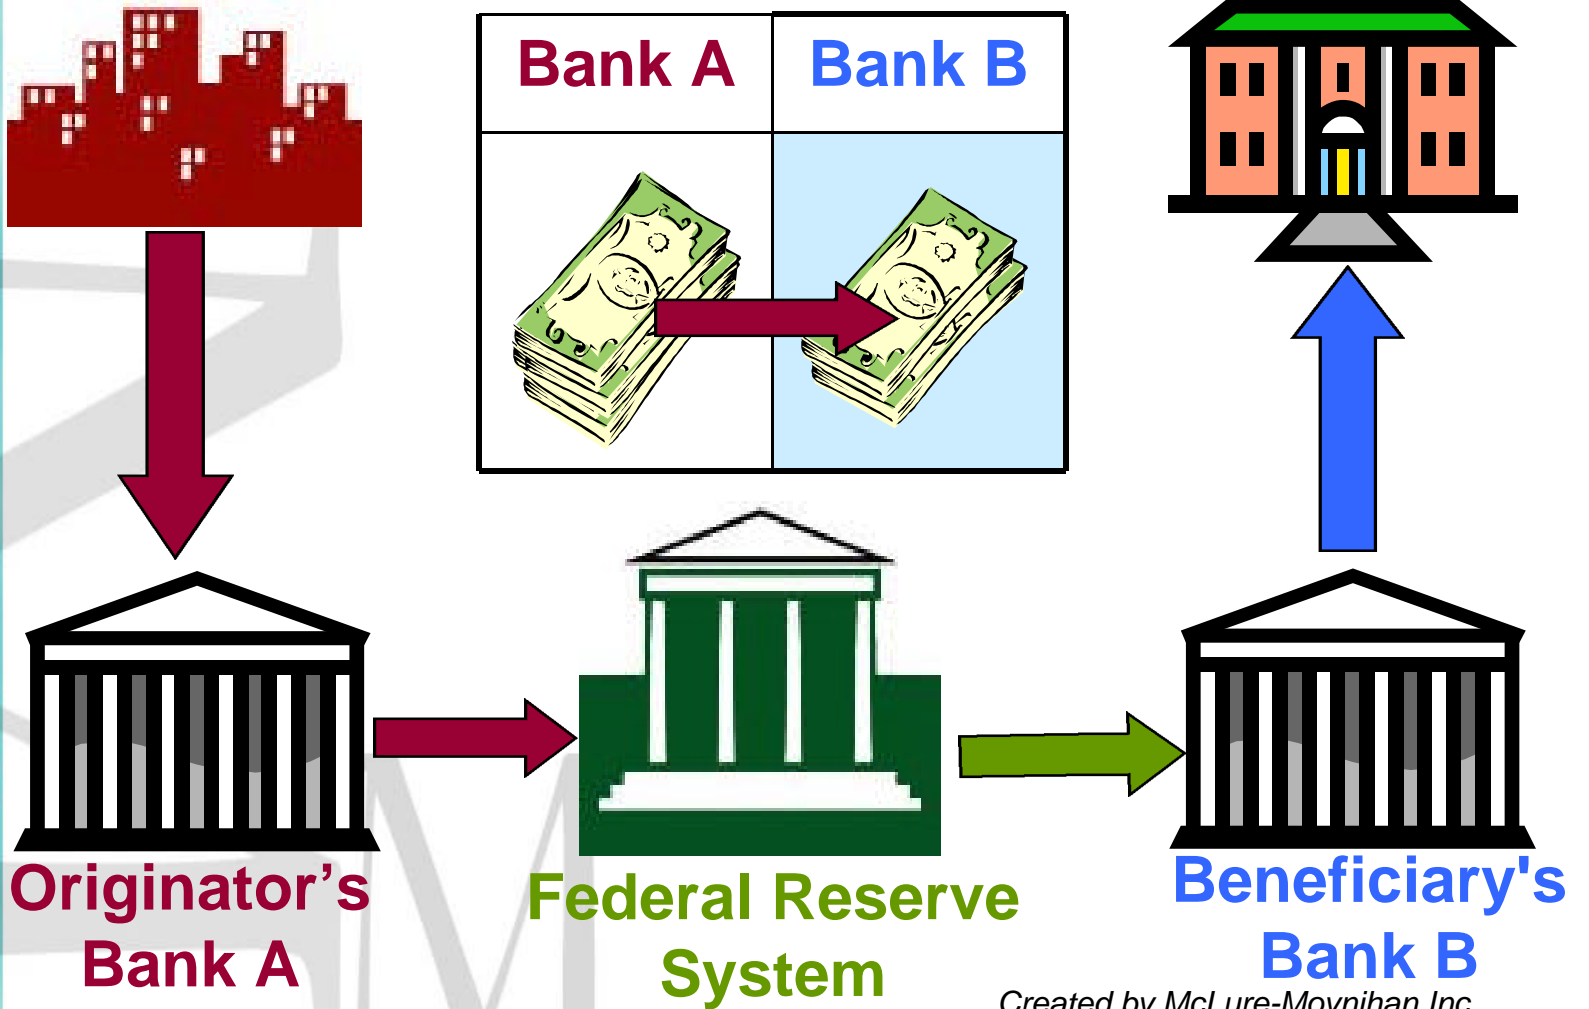 Bank A
Bank B
Originator’s
Bank A
Federal Reserve
System
Beneficiary's
Bank B
Created by McLure-Moynihan Inc